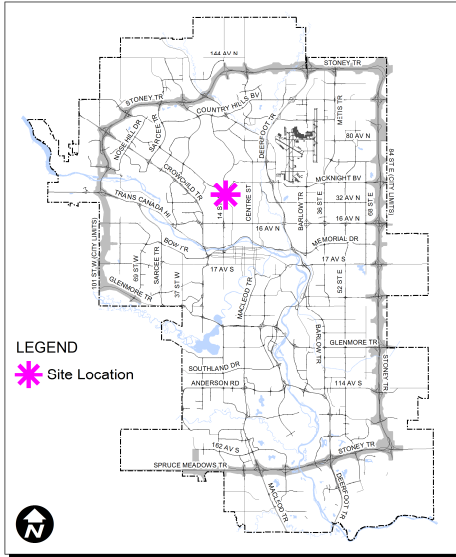 144 AV N
STONEY TR
STONEY TR
COUNTRY HILLS BV
NOSE HILL DR
SARCEE TR
DEERFOOT TR
METIS TR
80 AV N
CROWCHILD TR
MCKNIGHT BV
84 ST E (CITY LIMITS)
TRANS CANADA HI
14 S
CENTRE ST
BARLOW TR
36 ST E
32 AV N
68 ST E
16 AV N
16 AV N
BOW TR
MEMORIAL DR
101 ST W (CITY LIMITS)
69 ST W
SARCEE TR
37 ST W
17 AV S
17 AV S
52 ST E
MACLEOD TR
GLENMORE TR
BARLOW TR
GLENMORE TR
STONEY TR
LEGEND
Site Location
SOUTHLAND DR
ANDERSON RD
114 AV S
162 AV S
STONEY TR
SPRUCE MEADOWS TR
MACLEOD TR
DEERFOOT TR
N